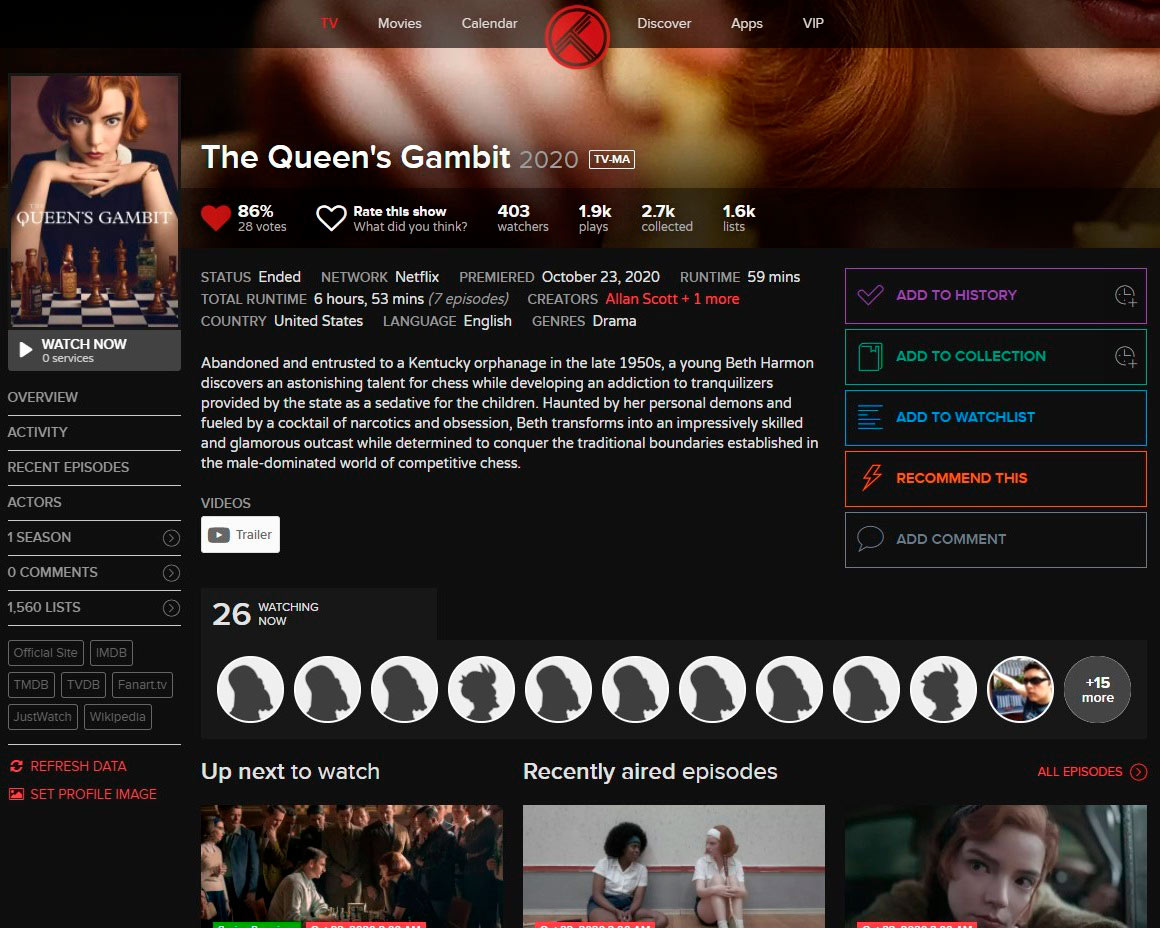 TV Movies Calendar Discover Apps VIP
The Queen's Gambit 2020 TV-MA
86%
28 votes
Rate this show
What did you think?
403
watchers
1.9k
plays
2.7k
collected
1.6k
lists
THE
QUEEN'S GAMBIT
WATCH NOW
0 services
OVERVIEW
ACTIVITY
RECENT EPISODES
ACTORS
1 SEASON
0 COMMENTS
1,560 LISTS
Official Site IMDB
TMDB TVDB Fanart.tv
JustWatch Wikipedia
REFRESH DATA
SET PROFILE IMAGE
STATUS Ended NETWORK Netflix PREMIERED October 23, 2020 RUNTIME 59 mins
TOTAL RUNTIME 6 hours, 53 mins (7 episodes) CREATORS Allan Scott + 1 more
COUNTRY United States LANGUAGE English GENRES Drama
Abandoned and entrusted to a Kentucky orphanage in the late 1950s, a young Beth Harmon
discovers an astonishing talent for chess while developing an addiction to tranquilizers
provided by the state as a sedative for the children. Haunted by her personal demons and
fueled by a cocktail of narcotics and obsession, Beth transforms into an impressively skilled
and glamorous outcast while determined to conquer the traditional boundaries established in
the male-dominated world of competitive chess.
VIDEOS
Trailer
ADD TO HISTORY
ADD TO COLLECTION
ADD TO WATCHLIST
RECOMMEND THIS
ADD COMMENT
26 WATCHING
NOW
+15
more
Up next to watch
Recently aired episodes
ALL EPISODES